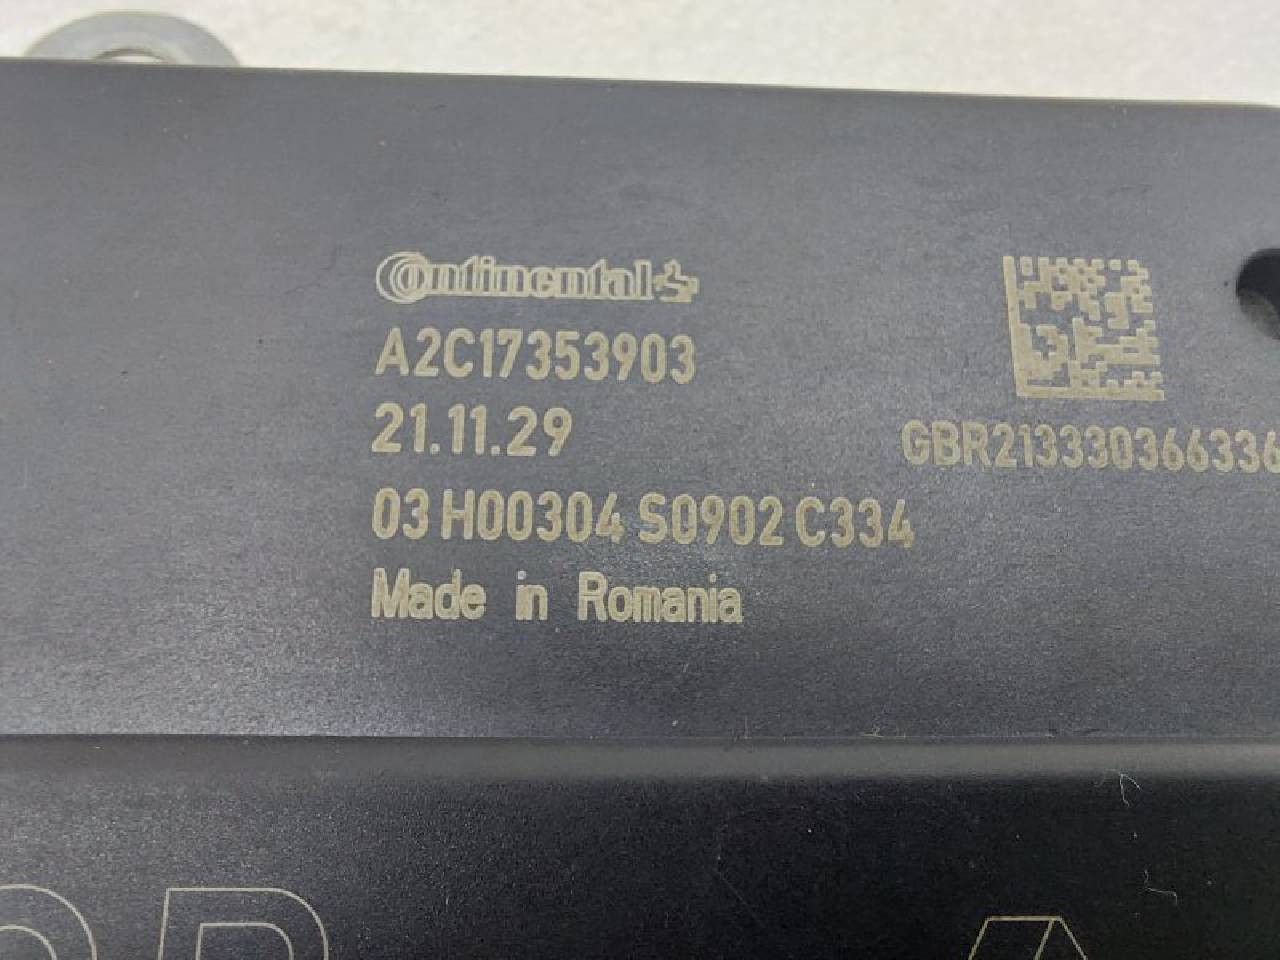 Continental
A2C17353903
21.11.29
GBR213330366336
03 H00304 S0902 C334
Made in Romania